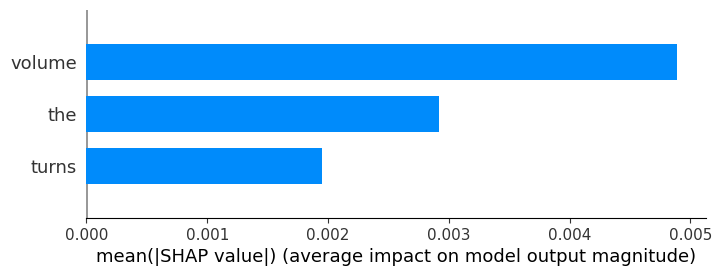 volume
the
turns
0.000 0.001 0.002 0.003 0.004 0.005
mean(|SHAP value|) (average impact on model output magnitude)